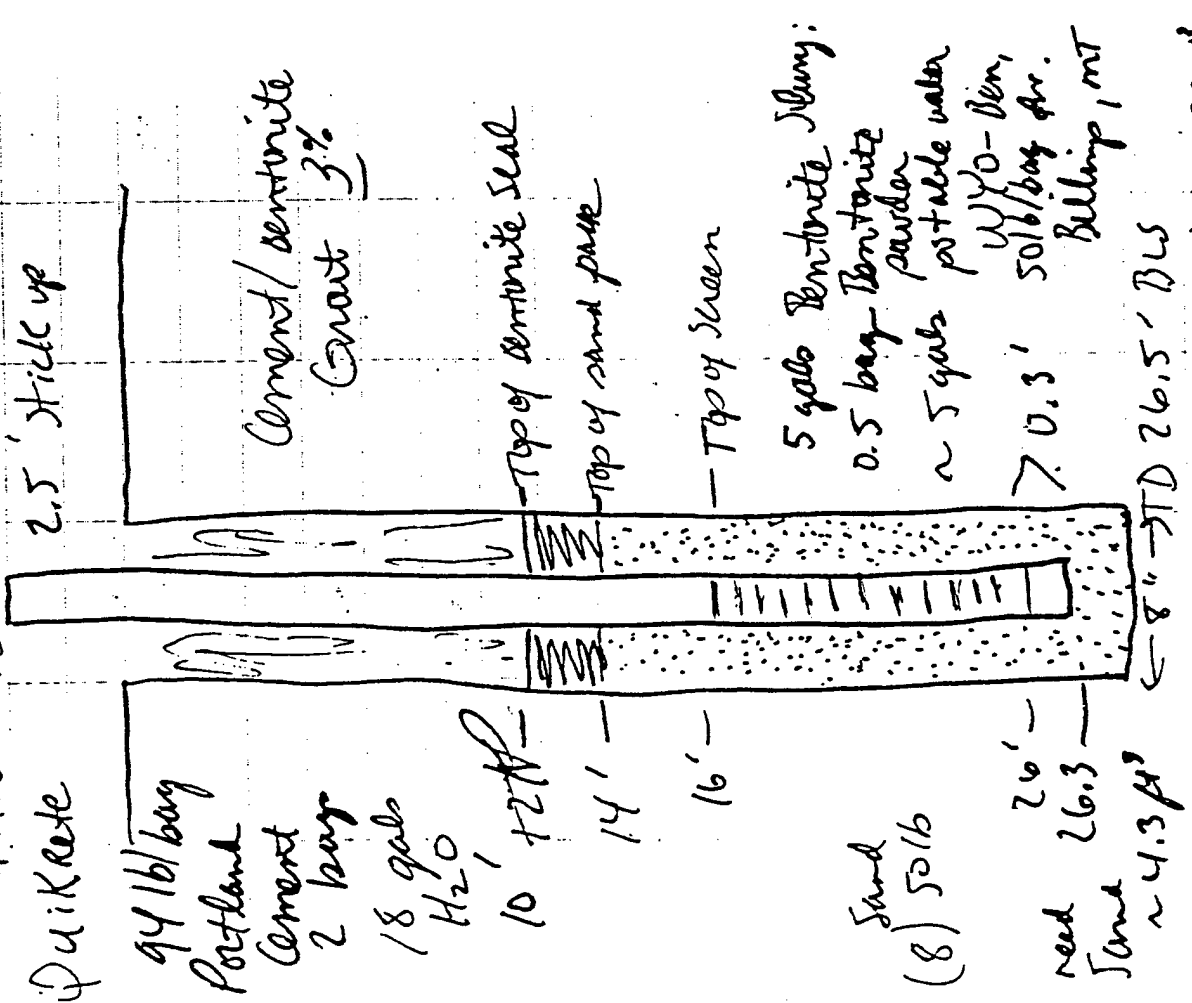 QuikRete
2.5' stick up
94 lb/bag
Portland
Cement
2 bags
18 gals
H2O
Cement/bentonite
Grout 3%
10'
Top of bentonite seal
14'
Top of sand pack
16'
Top of Screen
5 gals Bentonite Slurry:
0.5 bag Bentonite
powder
~ 5 gals potable water
WYO-Ben,
50lb/bag
Billings, MT
Sand
(8) 50lb
26'
0.3'
26.3
need
Sand
~ 4.3 ft³
8"
TD 26.5' BLS